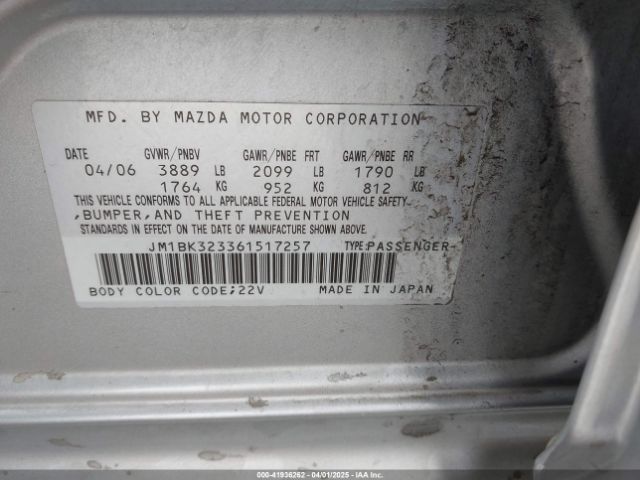 MFD. BY MAZDA MOTOR CORPORATION
DATE GVWR/PNBV GAWR/PNBE FRT GAWR/PNBE RR
04/06 3889 LB 2099 LB 1790 LB
1764 KG 952 KG 812 KG
THIS VEHICLE CONFORMS TO ALL APPLICABLE FEDERAL MOTOR VEHICLE SAFETY
,BUMPER,AND THEFT PREVENTION
STANDARDS IN EFFECT ON THE DATE OF MANUFACTURE SHOWN ABOVE.
JM1BK323361517257 TYPE:PASSENGER
BODY COLOR CODE;22V MADE IN JAPAN
000-41936262 - 04/01/2025 - IAAI.COM